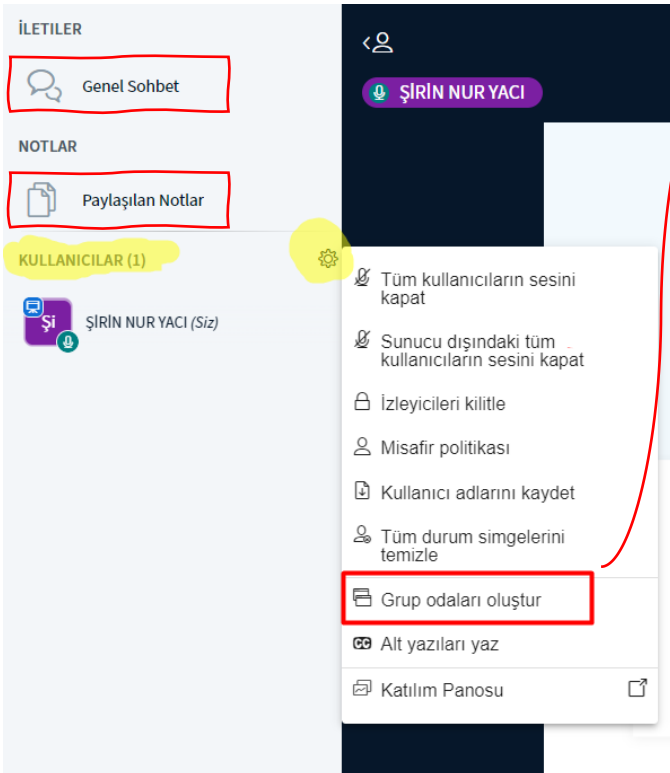 İLETILER
Genel Sohbet
NOTLAR
Paylaşılan Notlar
KULLANICILAR (1)
Şi
ŞİRİN NUR YACI (Siz)
ŞİRİN NUR YACI
Tüm kullanıcıların sesini
kapat
Sunucu dışındaki tüm
kullanıcıların sesini kapat
İzleyicileri kilitle
Misafir politikası
Kullanıcı adlarını kaydet
Tüm durum simgelerini
temizle
Grup odaları oluştur
CC Alt yazıları yaz
Katılım Panosu